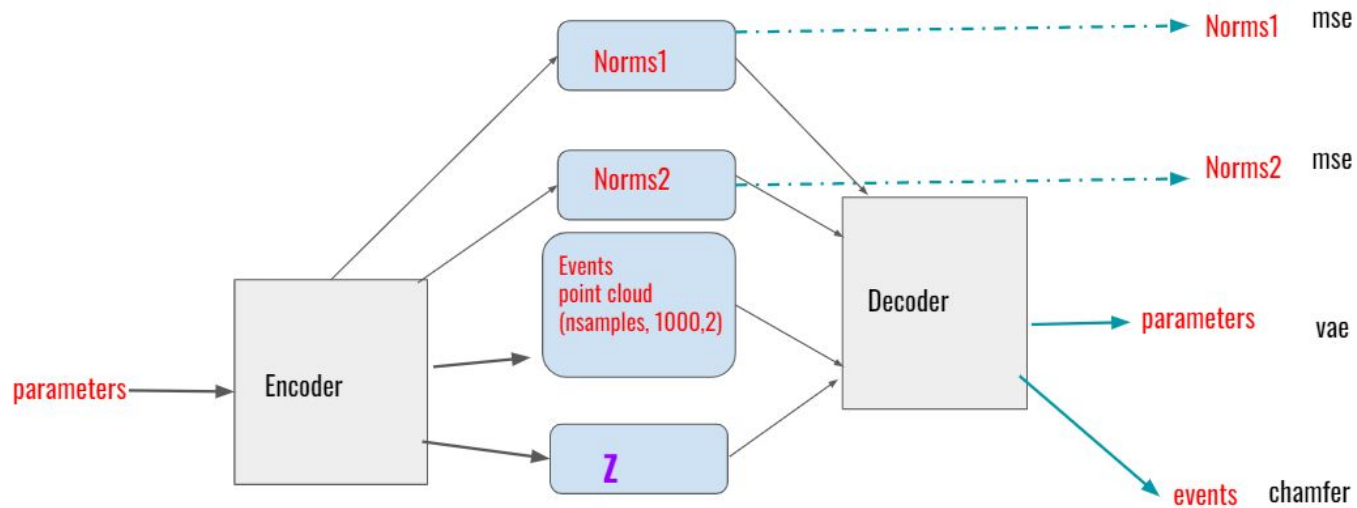 Norms1
Norms1 mse
Norms2
Norms2 mse
Events
point cloud
(nsamples, 1000,2)
Decoder
parameters vae
parameters
Encoder
Z
events chamfer